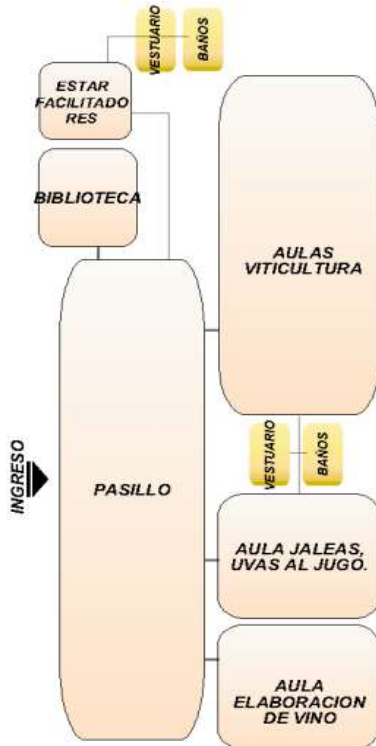 VESTUARIO
BAÑOS
ESTAR
FACILITADO
RES
BIBLIOTECA
AULAS
VITICULTURA
INGRESO
PASILLO
VESTUARIO
BAÑOS
AULA JALEAS,
UVAS AL JUGO.
AULA
ELABORACION
DE VINO